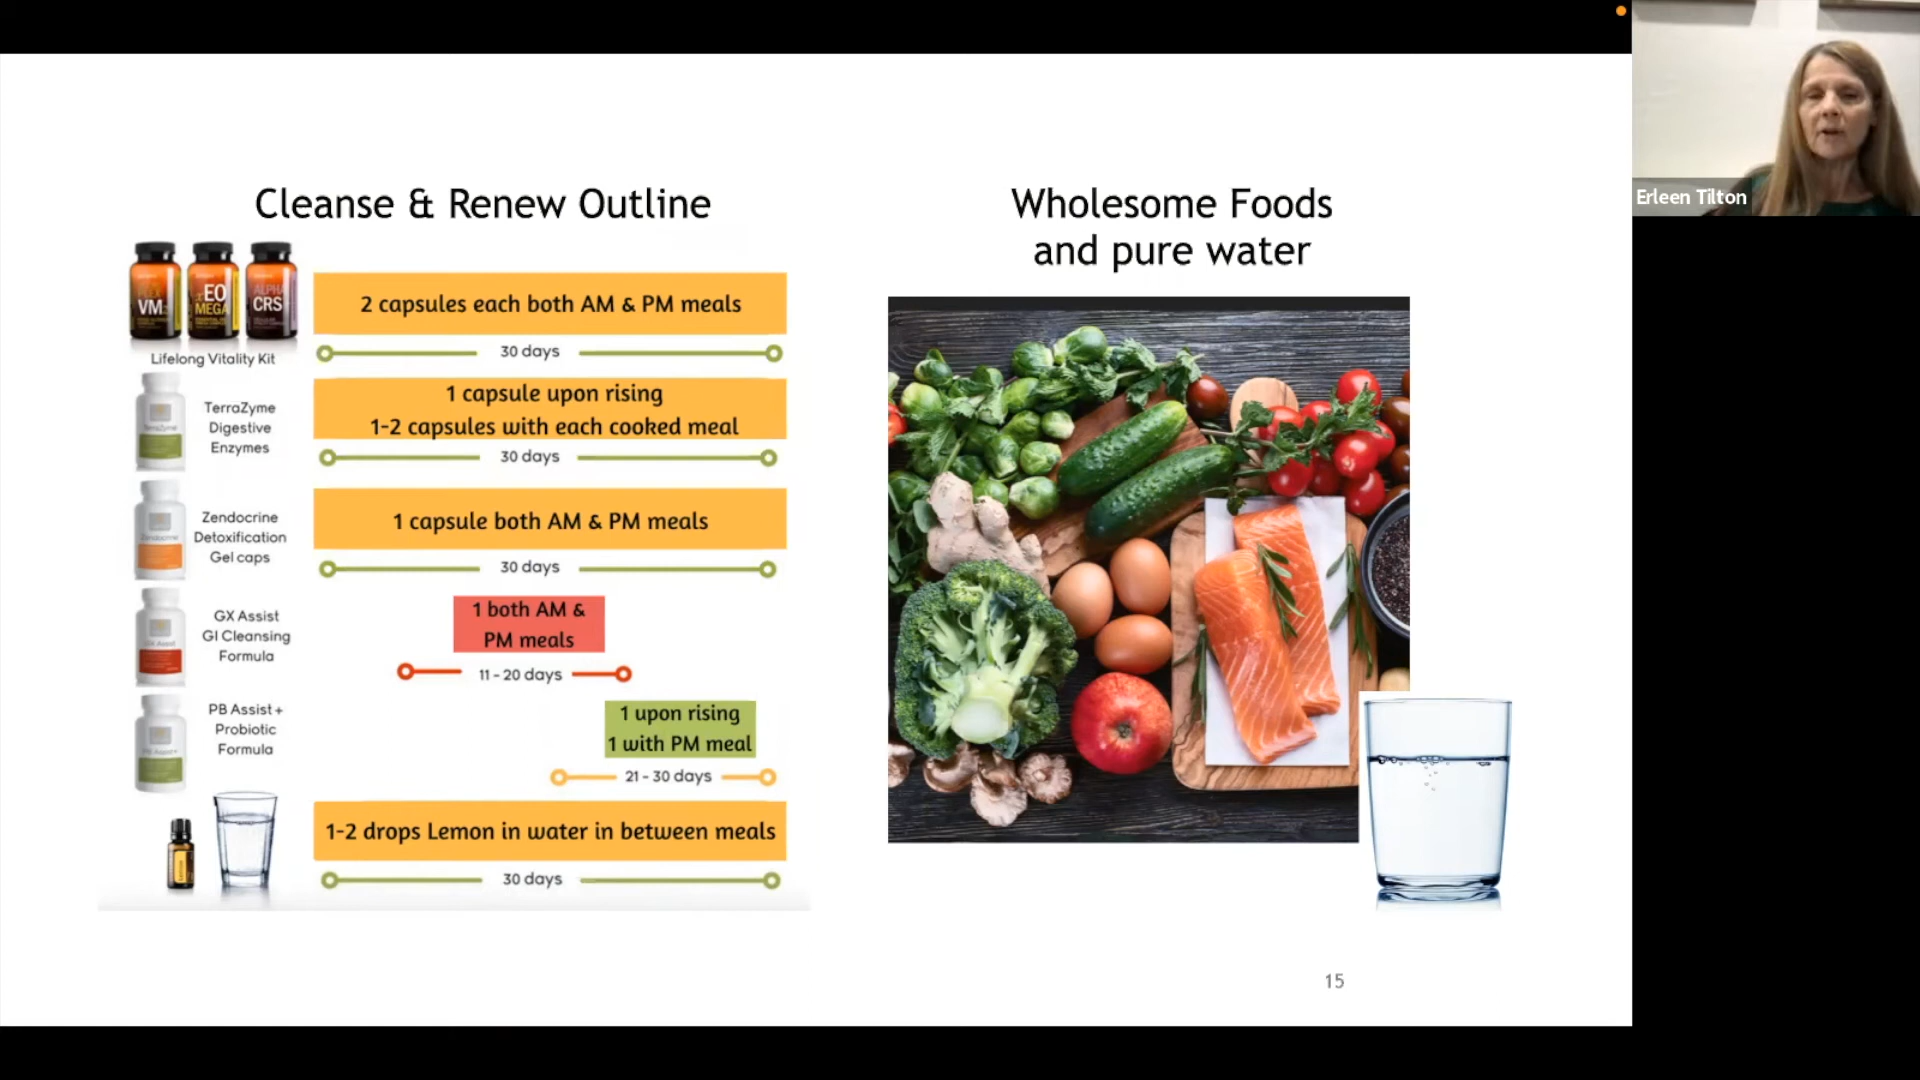 Cleanse & Renew Outline
VM
EO
MEGA
ALPHA
CRS
Lifelong Vitality Kit
2 capsules each both AM & PM meals
30 days
TerraZyme
Digestive
Enzymes
1 capsule upon rising
1-2 capsules with each cooked meal
30 days
Zendocrine
Detoxification
Gel caps
1 capsule both AM & PM meals
30 days
GX Assist
GI Cleansing
Formula
1 both AM &
PM meals
11 - 20 days
PB Assist+
Probiotic
Formula
1 upon rising
1 with PM meal
21 - 30 days
1-2 drops Lemon in water in between meals
30 days
Wholesome Foods
and pure water
15
Erleen Tilton